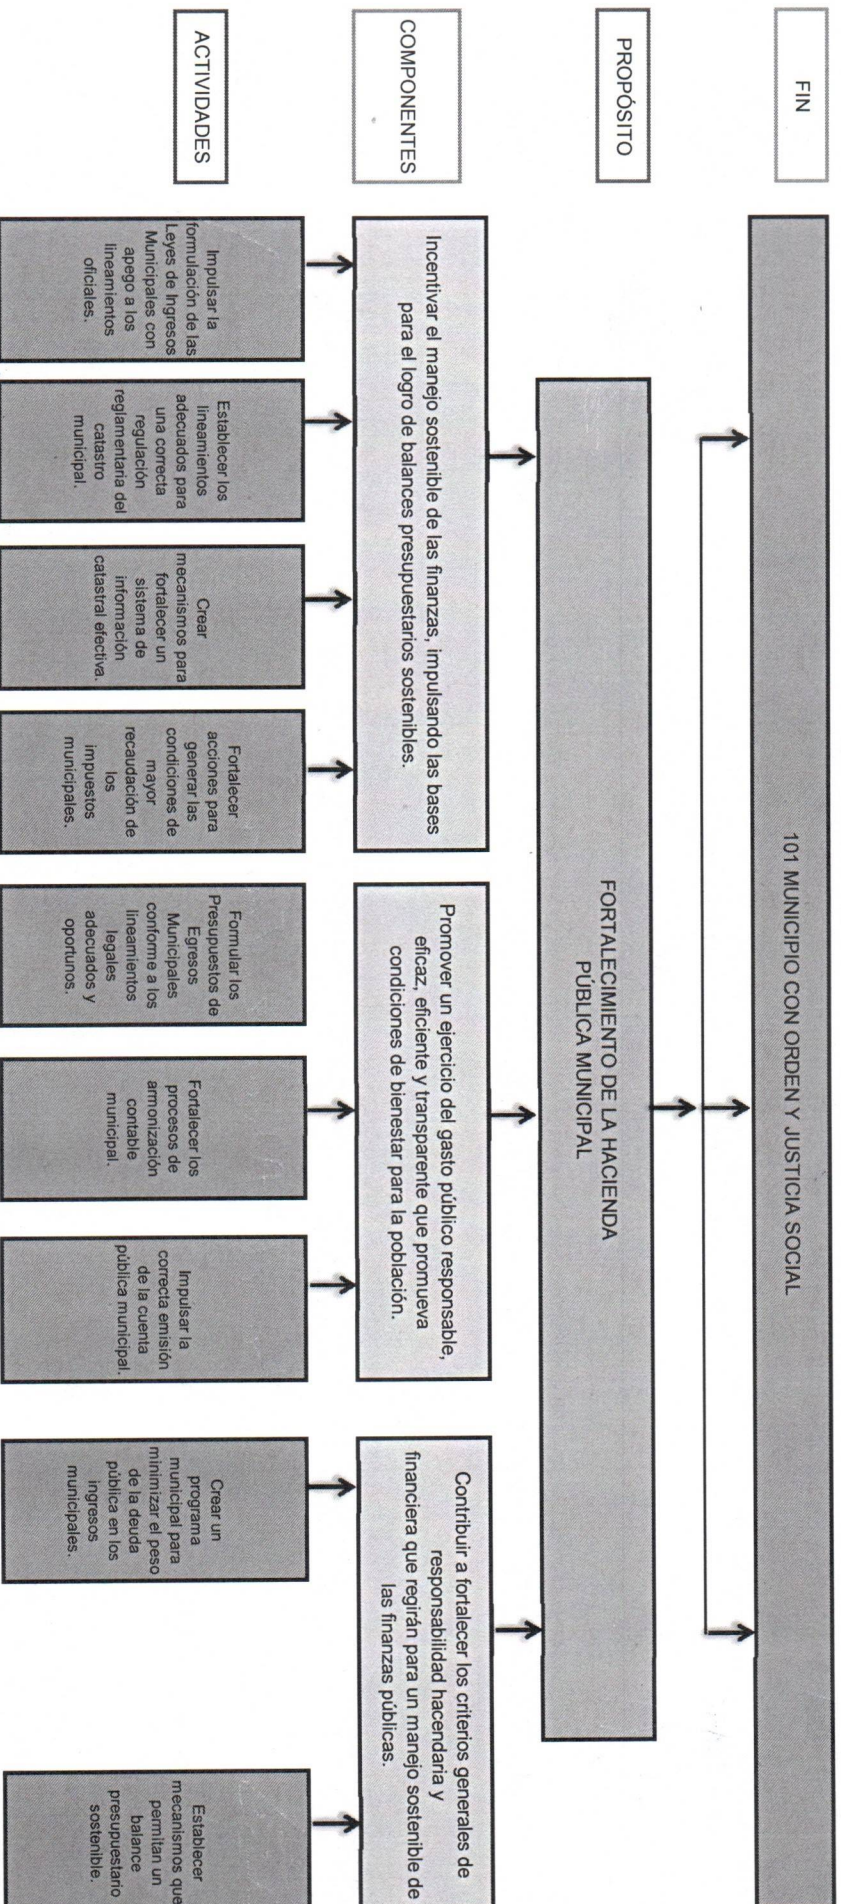 FIN
101 MUNICIPIO CON ORDEN Y JUSTICIA SOCIAL
PROPÓSITO
FORTALECIMIENTO DE LA HACIENDA
PÚBLICA MUNICIPAL
COMPONENTES
Incentivar el manejo sostenible de las finanzas, impulsando las bases
para el logro de balances presupuestarios sostenibles.
Promover un ejercicio del gasto público responsable,
eficaz, eficiente y transparente que promueva
condiciones de bienestar para la población.
Contribuir a fortalecer los criterios generales de
responsabilidad hacendaria y
financiera que regirán para un manejo sostenible de
las finanzas públicas.
ACTIVIDADES
Impulsar la
formulación de las
Leyes de Ingresos
Municipales con
apego a los
lineamientos
oficiales.
Establecer los
lineamientos
adecuados para
una correcta
regulación
reglamentaria del
catastro
municipal.
Crear
mecanismos para
fortalecer un
sistema de
información
catastral efectiva.
Fortalecer
acciones para
generar las
condiciones de
mayor
recaudación de
los
impuestos
municipales.
Formular los
Presupuestos de
Egresos
Municipales
conforme a los
lineamientos
legales
adecuados y
oportunos.
Fortalecer los
procesos de
armonización
contable
municipal.
Impulsar la
correcta emisión
de la cuenta
pública municipal.
Crear un
programa
municipal para
minimizar el peso
de la deuda
pública en los
ingresos
municipales.
Establecer
mecanismos que
permitan un
balance
presupuestario
sostenible.